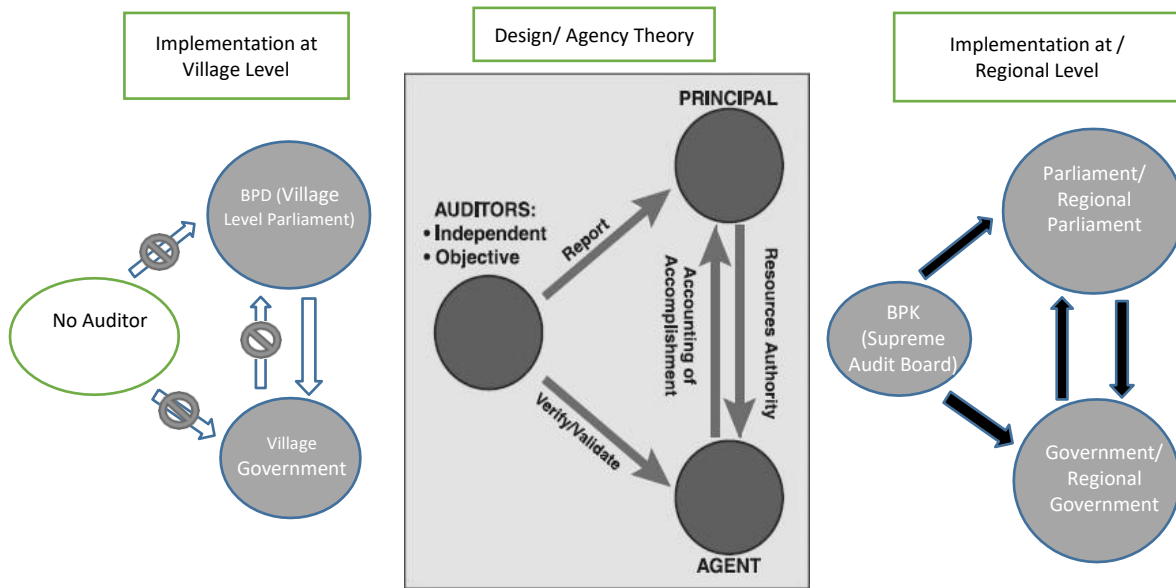 Implementation at
Village Level
BPD (Village
Level Parliament)
No Auditor
Village
Government
Design/ Agency Theory
PRINCIPAL
AUDITORS:
• Independent
• Objective
Report
Accounting of
Accomplishment
Resources Authority
Verify/Validate
AGENT
Implementation at /
Regional Level
Parliament/
Regional
Parliament
BPK
(Supreme
Audit Board)
Government/
Regional
Government